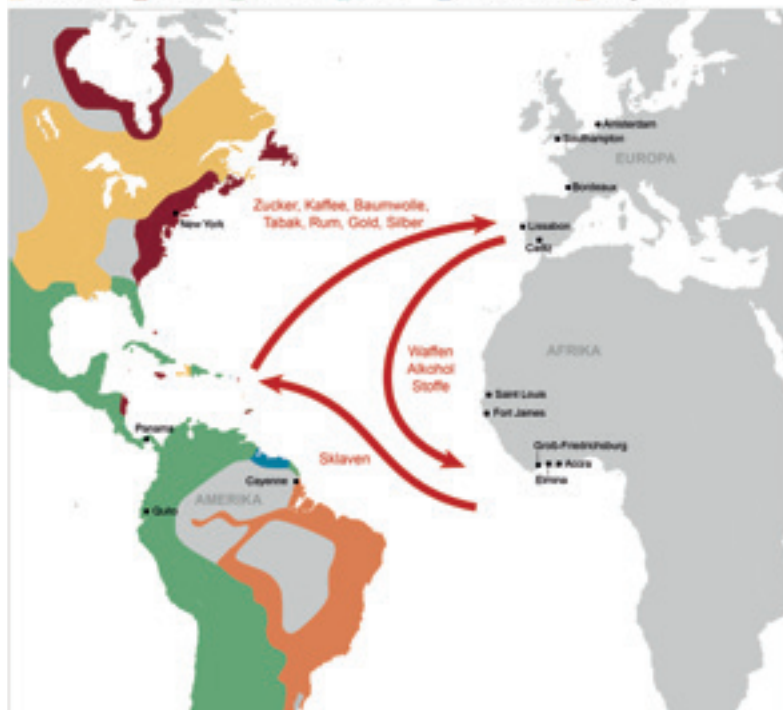 Amsterdam
Southampton
EUROPA
Bordeaux
New York
Zucker, Kaffee, Baumwolle,
Tabak, Rum, Gold, Silber
Lissabon
Cadiz
Waffen
Alkohol
Stoffe
AFRIKA
Saint Louis
Fort James
Panama
Sklaven
Groß-Friedrichsburg
Accra
Elmina
Cayenne
AMERIKA
Quito